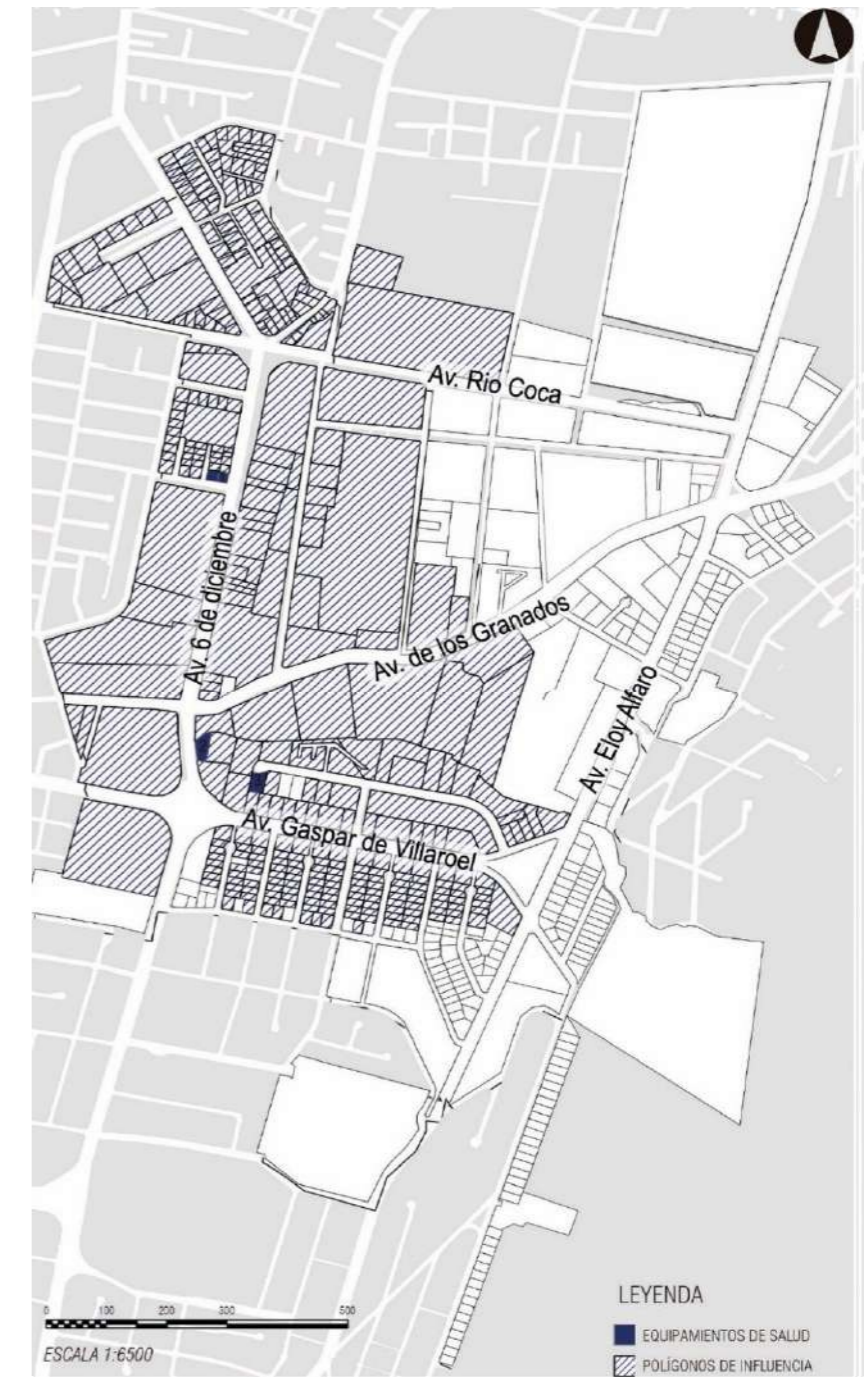 Av. Rio Coca
Av. 6 de diciembre
Av. de los Granados
Av. Eloy Alfaro
Av. Gaspar de Villaroel
LEYENDA
0 100 200 300 500
EQUIPAMIENTOS DE SALUD
ESCALA 1:6500
POLÍGONOS DE INFLUENCIA